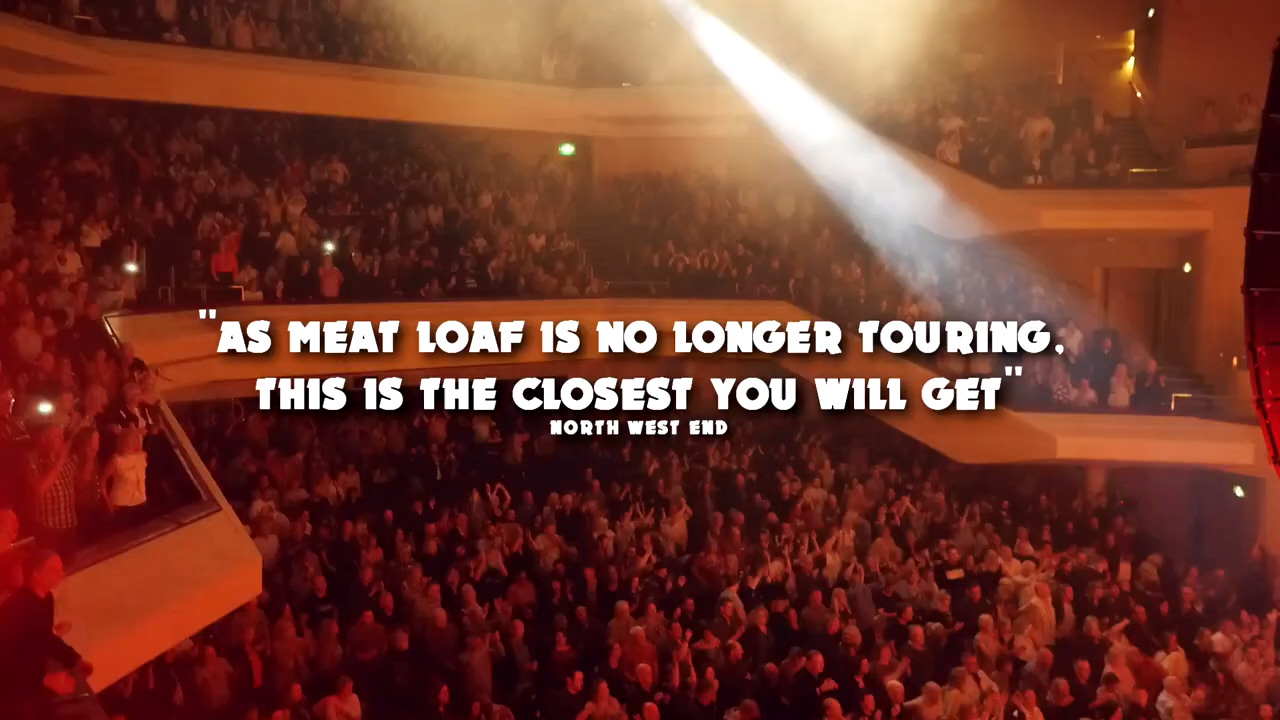 "AS MEAT LOAF IS NO LONGER TOURING,
THIS IS THE CLOSEST YOU WILL GET"
NORTH WEST END